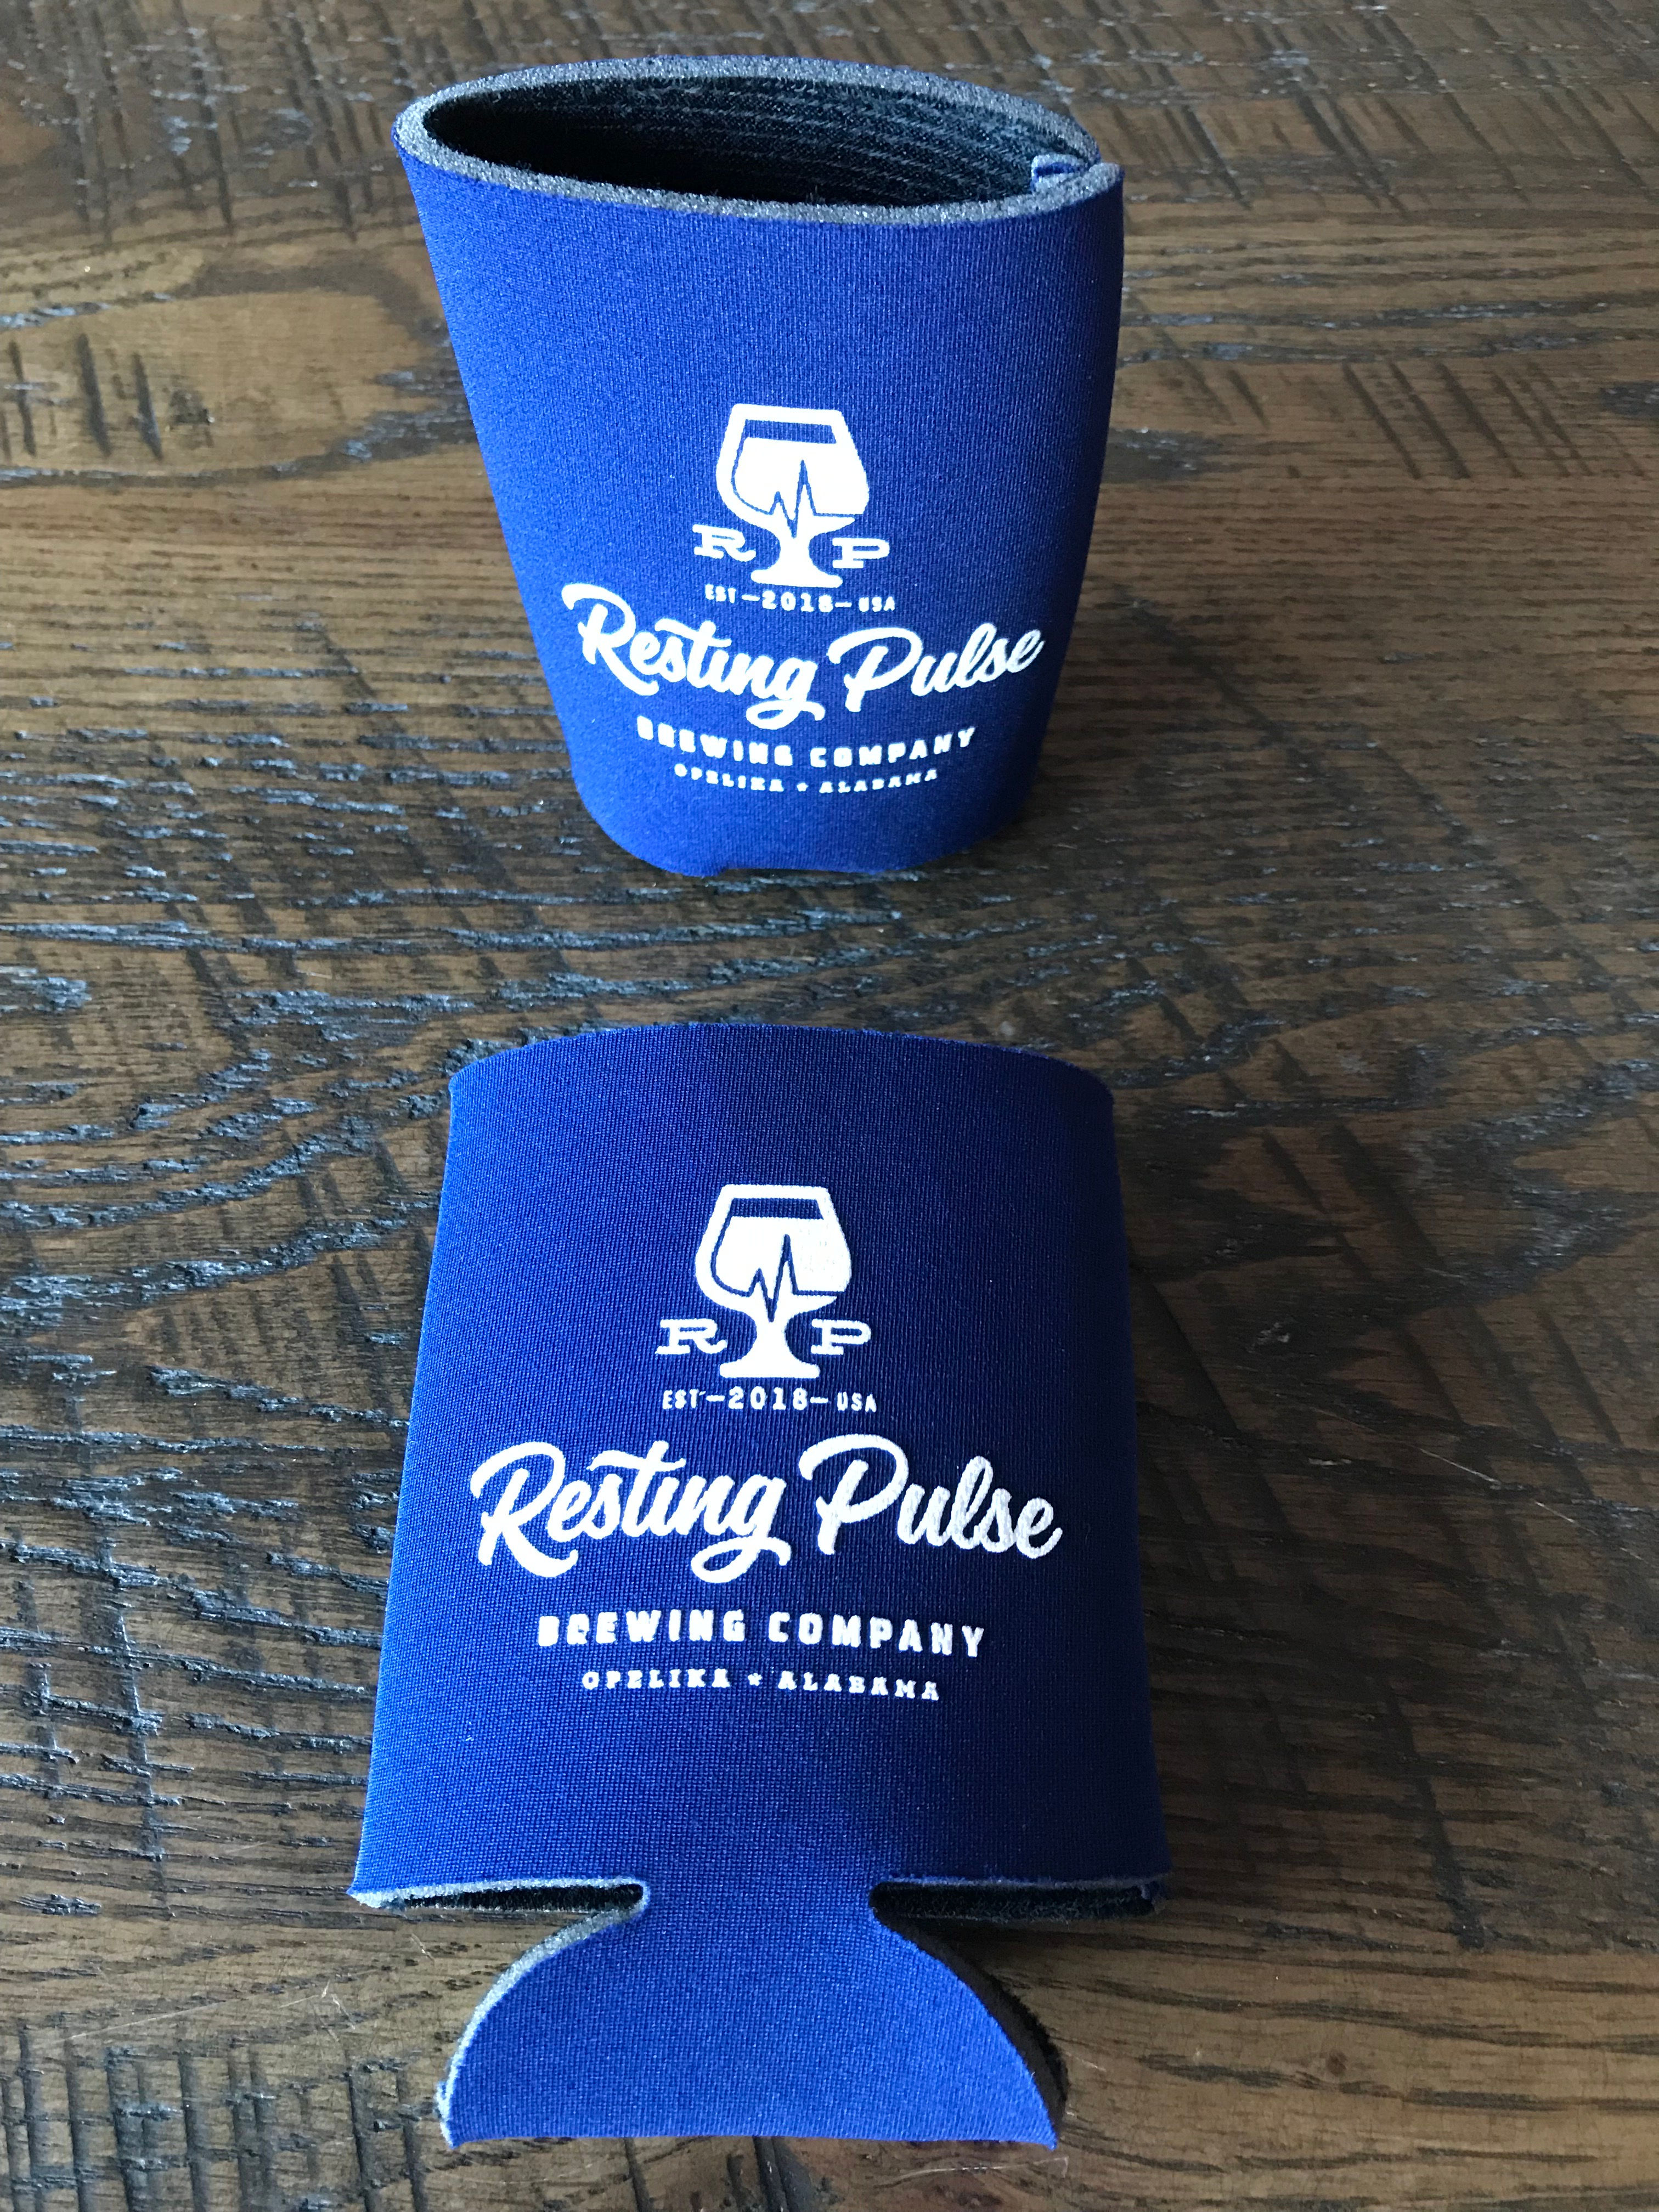 R P
EST—2018—USA
Resting Pulse
BREWING COMPANY
OPELIKA ★ ALABAMA
R P
EST—2018—USA
Resting Pulse
BREWING COMPANY
OPELIKA ★ ALABAMA